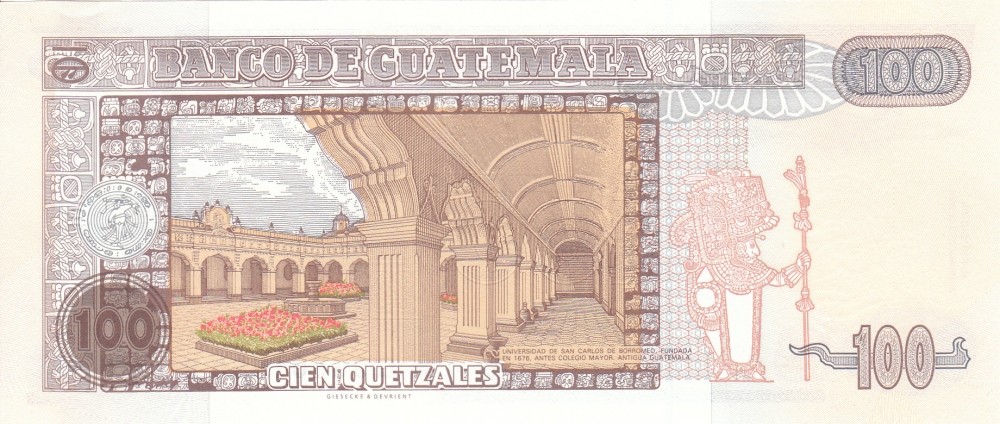 BANCO DE GUATEMALA
100
100
UNIVERSIDAD DE SAN CARLOS DE BORROMEO, FUNDADA
EN 1676, ANTES COLEGIO MAYOR. ANTIGUA GUATEMALA
CIEN QUETZALES
100
GIESECKE & DEVRIENT